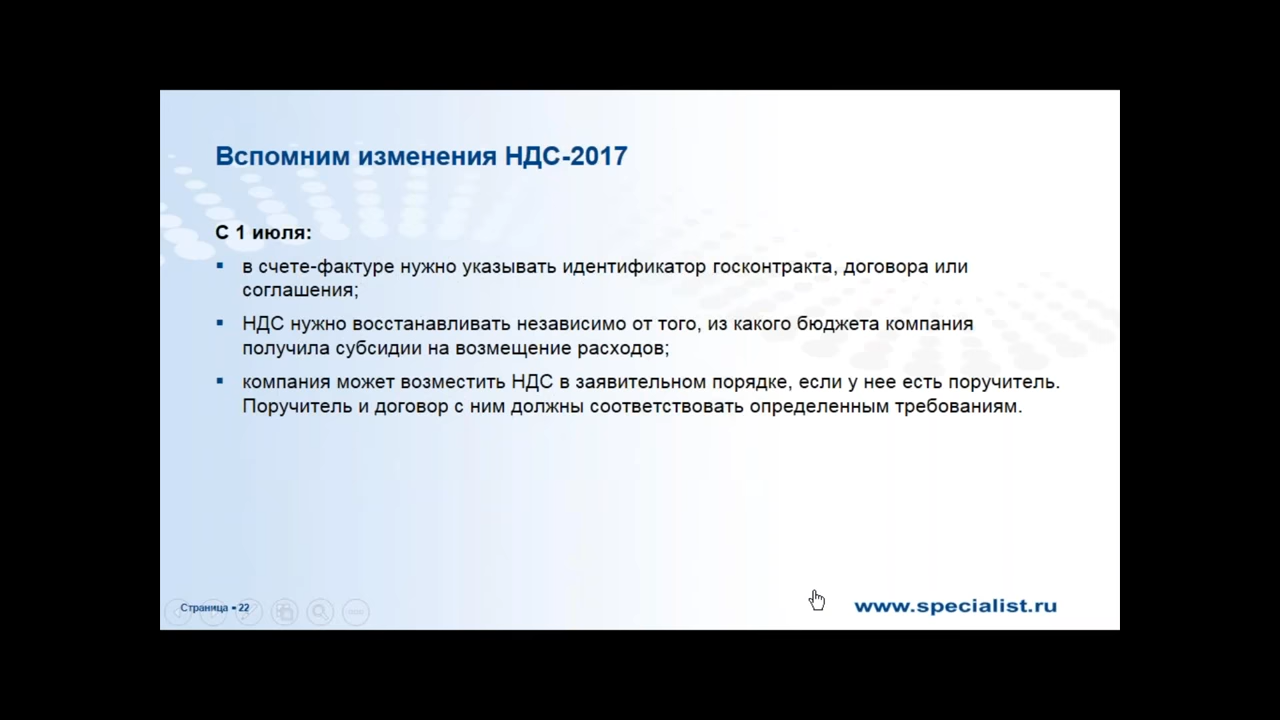 Вспомним изменения НДС-2017
С 1 июля:
▪ в счете-фактуре нужно указывать идентификатор госконтракта, договора или
соглашения;
▪ НДС нужно восстанавливать независимо от того, из какого бюджета компания
получила субсидии на возмещение расходов;
▪ компания может возместить НДС в заявительном порядке, если у нее есть поручитель.
Поручитель и договор с ним должны соответствовать определенным требованиям.
Страница ▪ 22
www.specialist.ru